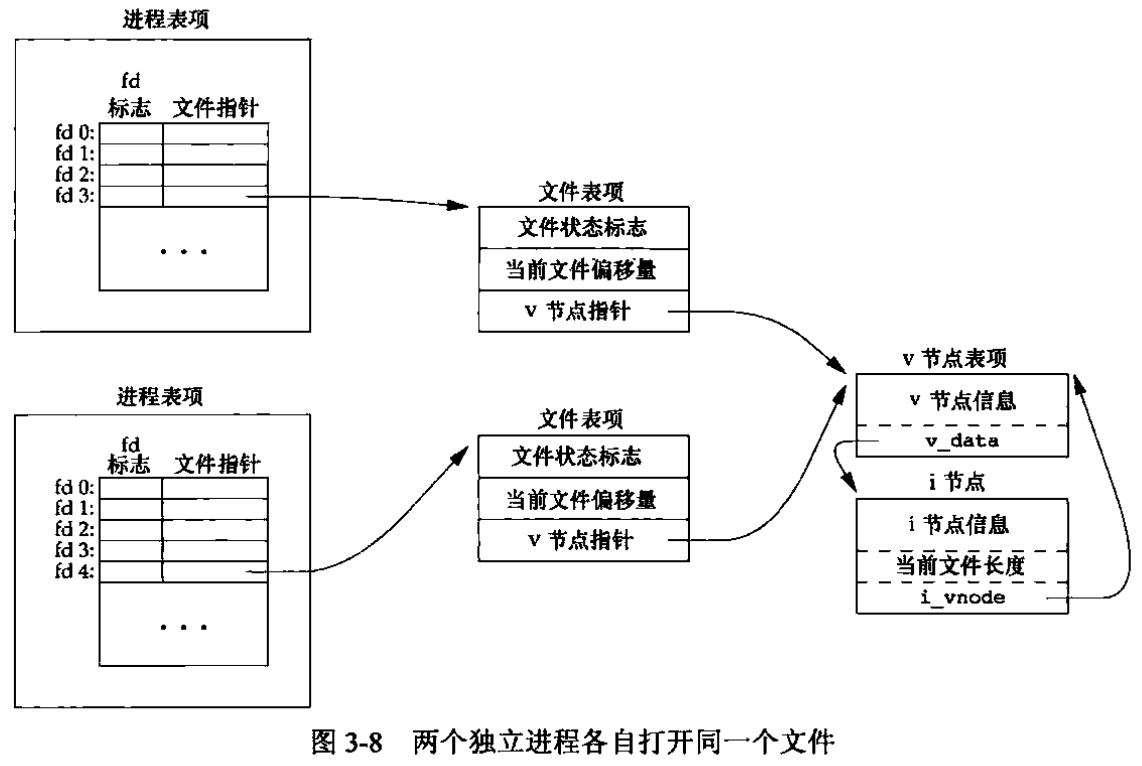 进程表项
fd
标志 文件指针
fd 0:
fd 1:
fd 2:
fd 3:
· · ·
文件表项
文件状态标志
当前文件偏移量
v 节点指针
进程表项
fd
标志 文件指针
fd 0:
fd 1:
fd 2:
fd 3:
fd 4:
· · ·
文件表项
文件状态标志
当前文件偏移量
v 节点指针
v 节点表项
v 节点信息
v_data
i 节点
i 节点信息
当前文件长度
i_vnode
图 3-8 两个独立进程各自打开同一个文件